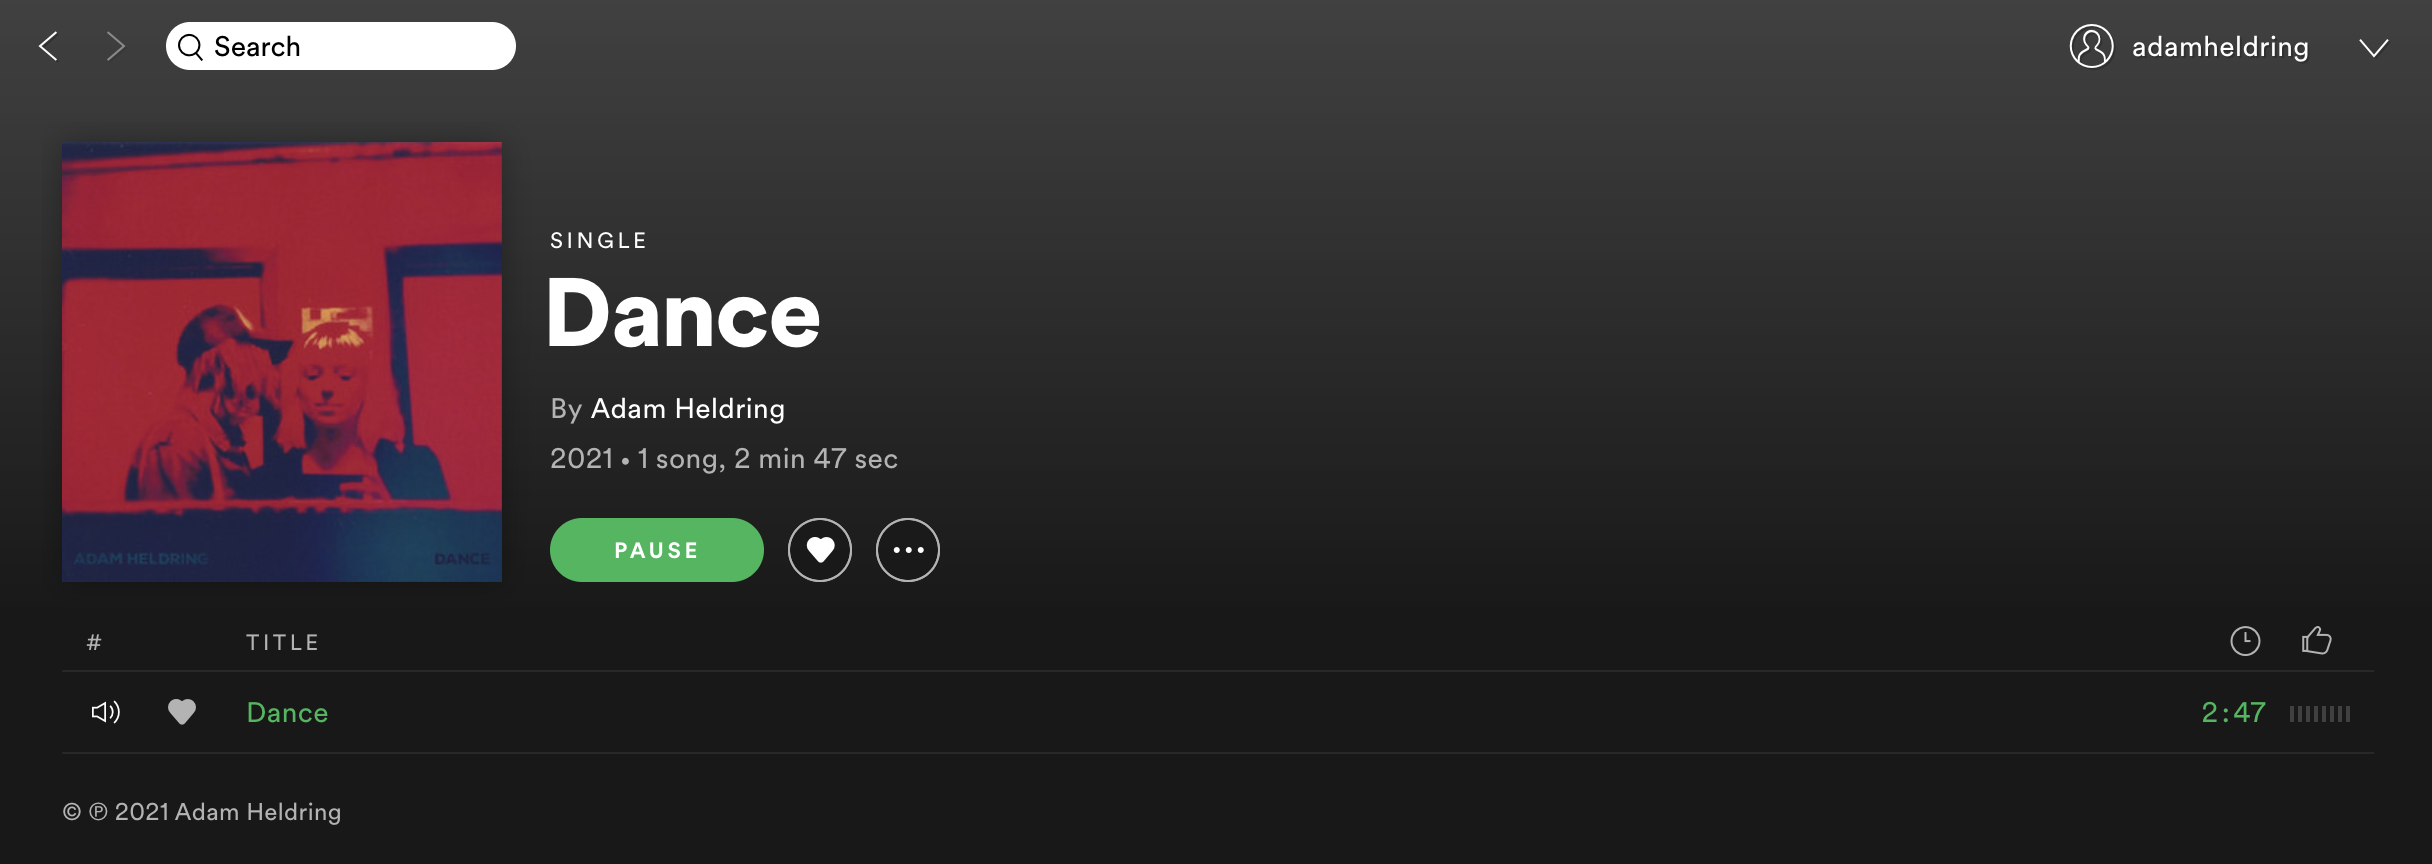 Search
adamheldring
SINGLE
Dance
By Adam Heldring
2021 • 1 song, 2 min 47 sec
PAUSE
ADAM HELDRING
DANCE
# TITLE
Dance 2:47
© ℗ 2021 Adam Heldring